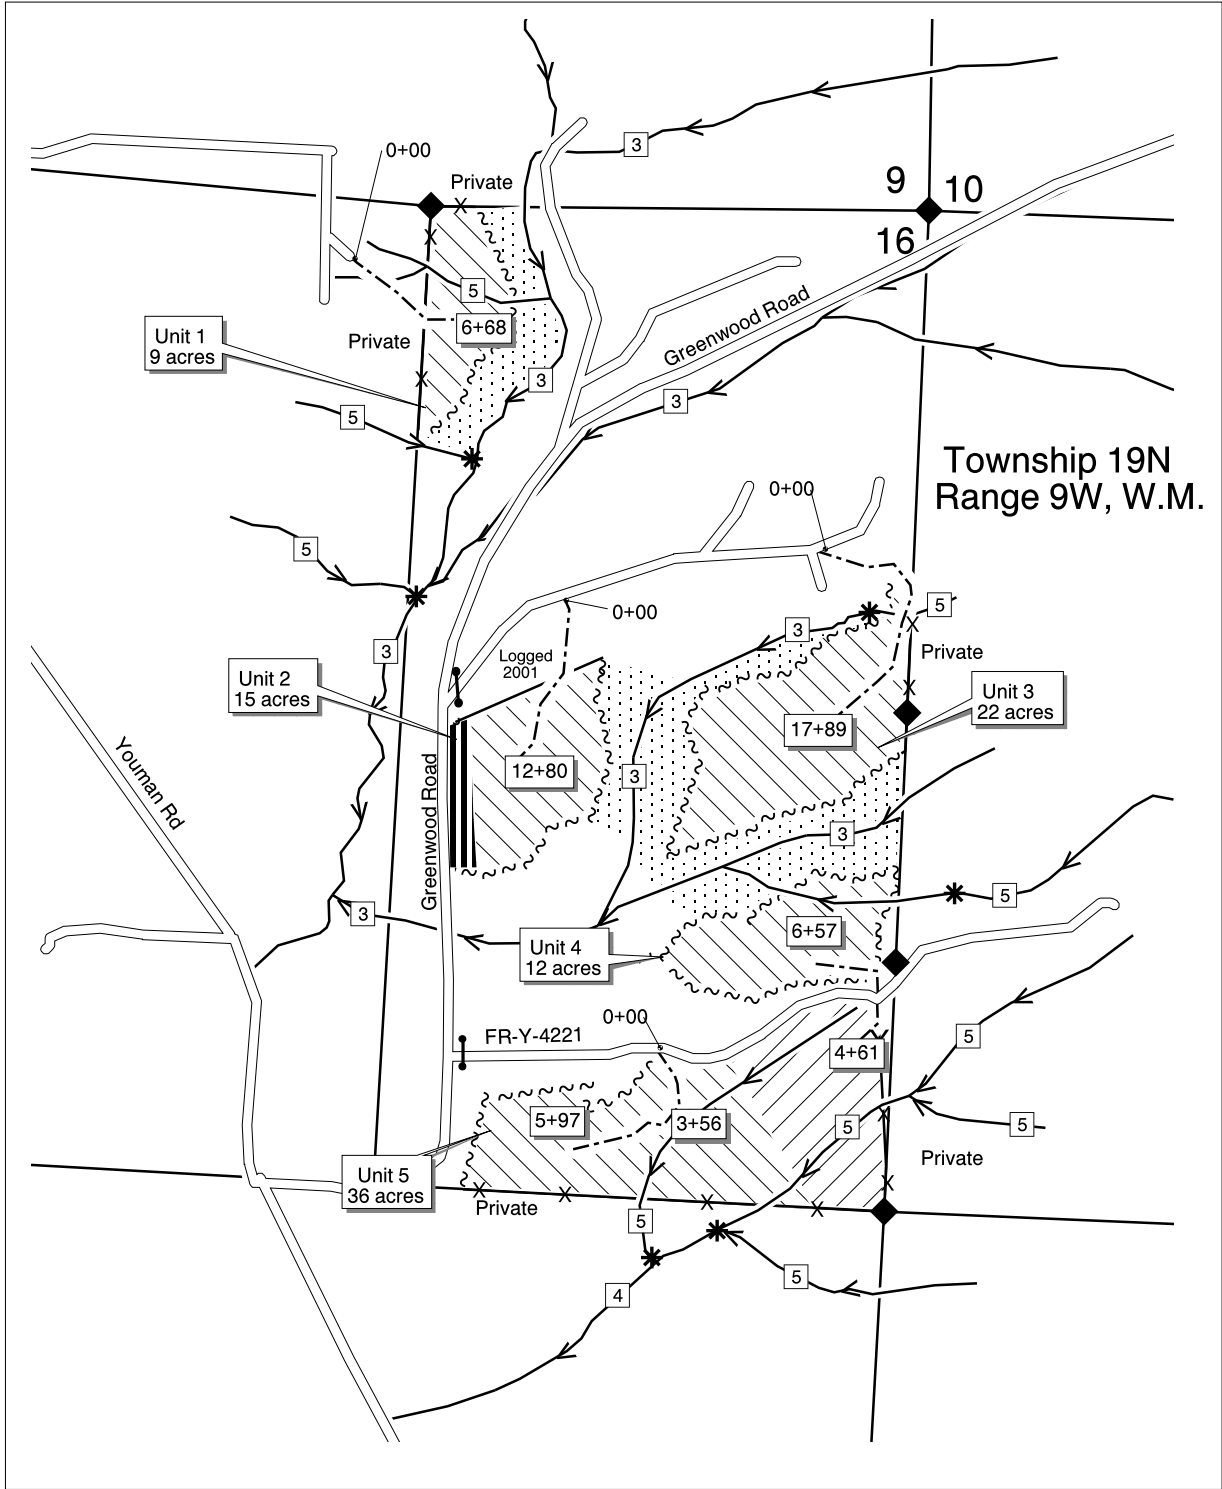 3
0+00
Private
9
10
16
5
6+68
Greenwood Road
Unit 1
9 acres
Private
3
3
5
Township 19N
Range 9W, W.M.
0+00
5
5
0+00
3
3
Private
Logged
2001
Unit 2
15 acres
Unit 3
22 acres
17+89
Youman Rd
12+80
3
Greenwood Road
3
5
3
6+57
Unit 4
12 acres
0+00
FR-Y-4221
5
4+61
5+97
3+56
5
5
Private
Unit 5
36 acres
Private
5
5
4